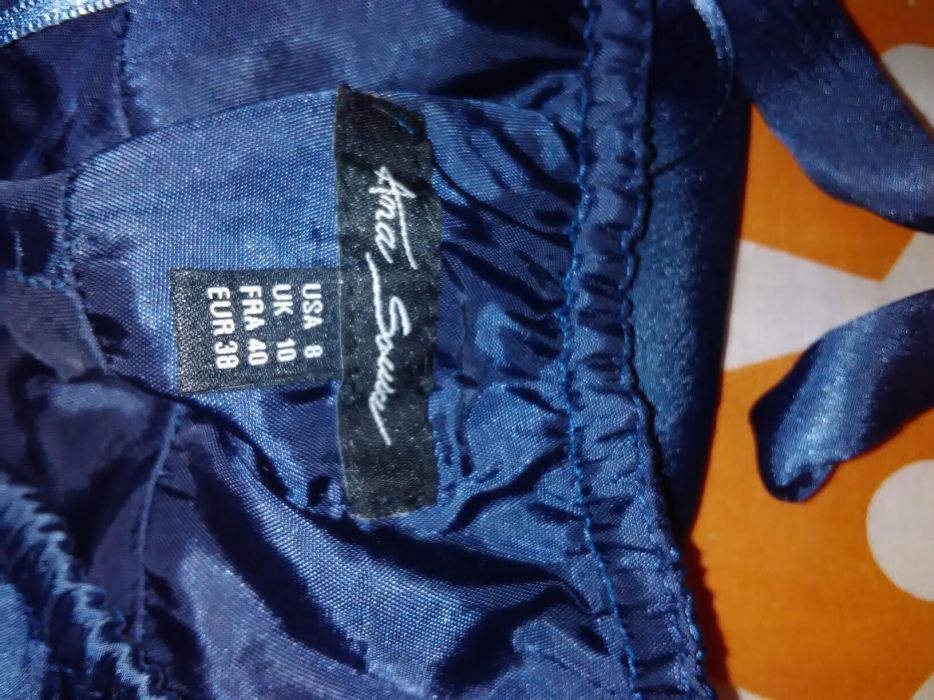 Ana Sousa
USA 8
UK 10
FRA 40
EUR 38